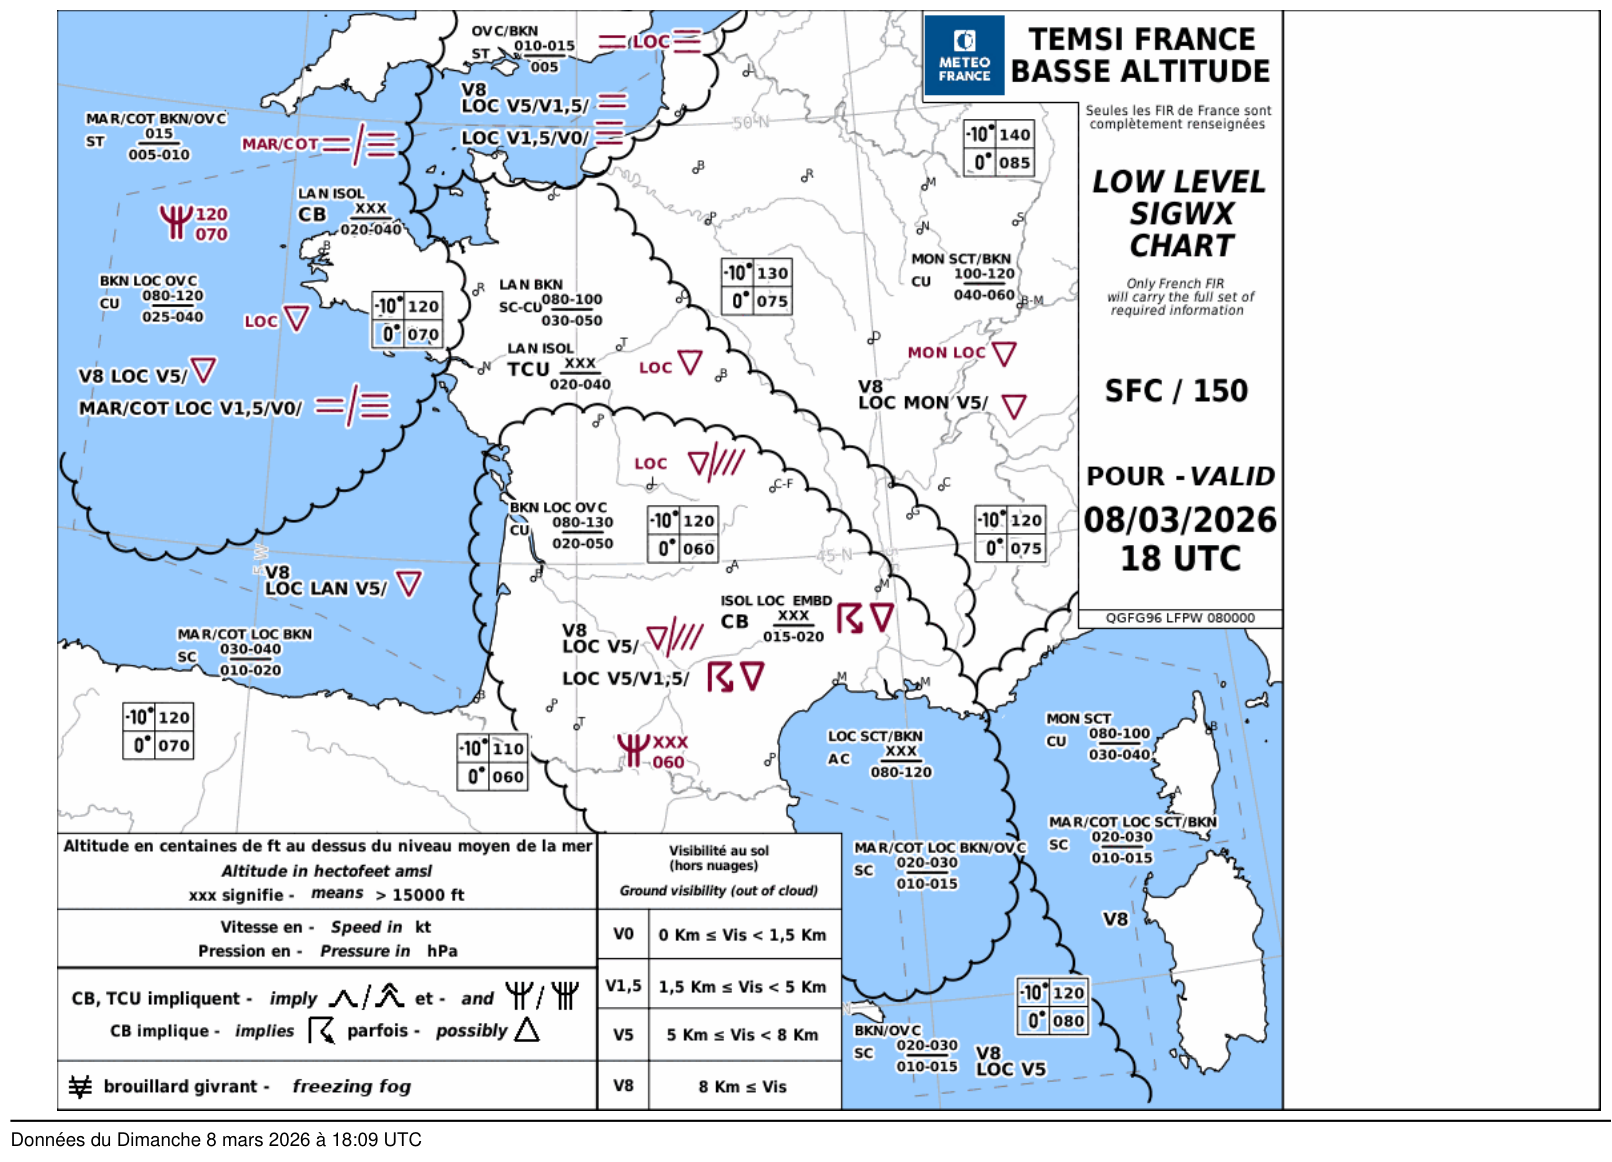 OVC/BKN
ST 010-015
005
LOC
V8
LOC V5/V1,5/
LOC V1,5/V0/
MAR/COT BKN/OVC
ST 015
005-010
MAR/COT
120
070
LAN ISOL
CB XXX
020-040
BKN LOC OVC
CU 080-120
025-040
LOC
V8 LOC V5/
MAR/COT LOC V1,5/V0/
-10° 120
0° 070
LAN BKN
SC-CU 080-100
030-050
LAN ISOL
TCU XXX
020-040
LOC
-10° 130
0° 075
50°N
-10° 140
0° 085
MON SCT/BKN
CU 100-120
040-060
MON LOC
V8
LOC MON V5/
LOC
BKN LOC OVC
CU 080-130
020-050
-10° 120
0° 060
-10° 120
0° 075
45°N
V8
LOC LAN V5/
MAR/COT LOC BKN
SC 030-040
010-020
-10° 120
0° 070
ISOL LOC EMBD
CB XXX
015-020
V8
LOC V5/
LOC V5/V1,5/
XXX
060
-10° 110
0° 060
LOC SCT/BKN
AC XXX
080-120
MON SCT
CU 080-100
030-040
MAR/COT LOC SCT/BKN
SC 020-030
010-015
MAR/COT LOC BKN/OVC
SC 020-030
010-015
V8
-10° 120
0° 080
BKN/OVC
SC 020-030
010-015
V8
LOC V5
L
B
R
P
M
N
S
B-M
D
C
B
R
N
T
B
P
L
C-F
C
G
A
B
M
M
M
N
B
P
T
P
B
A
METEO
FRANCE
TEMSI FRANCE
BASSE ALTITUDE
Seules les FIR de France sont
complètement renseignées
LOW LEVEL
SIGWX
CHART
Only French FIR
will carry the full set of
required information
SFC / 150
POUR - VALID
08/03/2026
18 UTC
QGFG96 LFPW 080000
Altitude en centaines de ft au dessus du niveau moyen de la mer
Altitude in hectofeet amsl
xxx signifie - means > 15000 ft
Vitesse en - Speed in kt
Pression en - Pressure in hPa
CB, TCU impliquent - imply / et - and /
CB implique - implies parfois - possibly
brouillard givrant - freezing fog
Visibilité au sol
(hors nuages)
Ground visibility (out of cloud)
V0 0 Km ≤ Vis < 1,5 Km
V1,5 1,5 Km ≤ Vis < 5 Km
V5 5 Km ≤ Vis < 8 Km
V8 8 Km ≤ Vis
Données du Dimanche 8 mars 2026 à 18:09 UTC